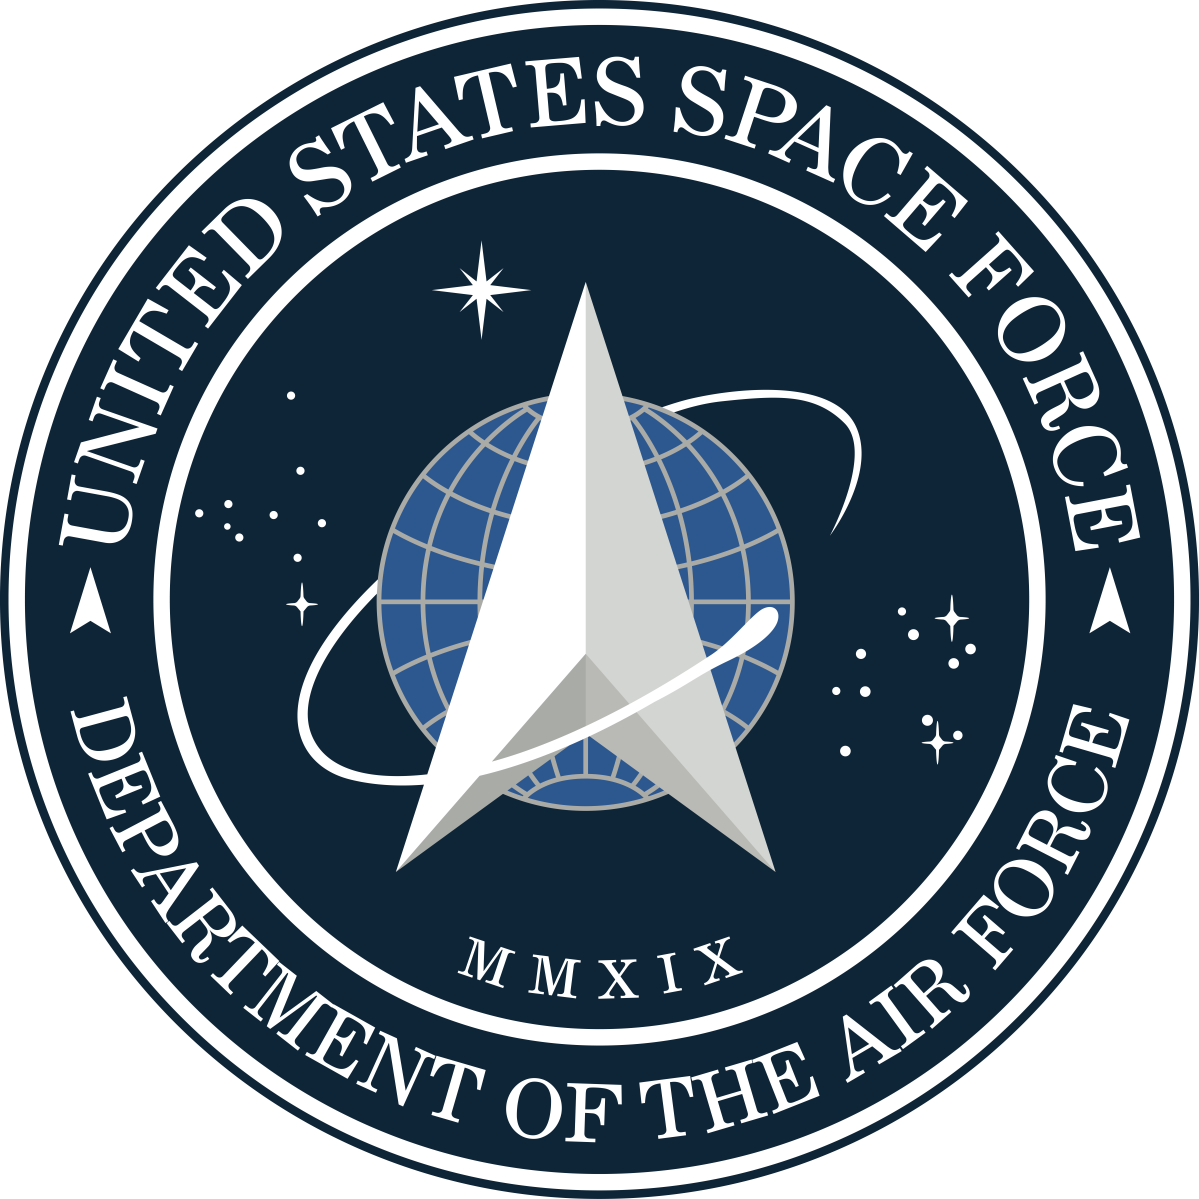 UNITED STATES SPACE FORCE
MMXIX
DEPARTMENT OF THE AIR FORCE